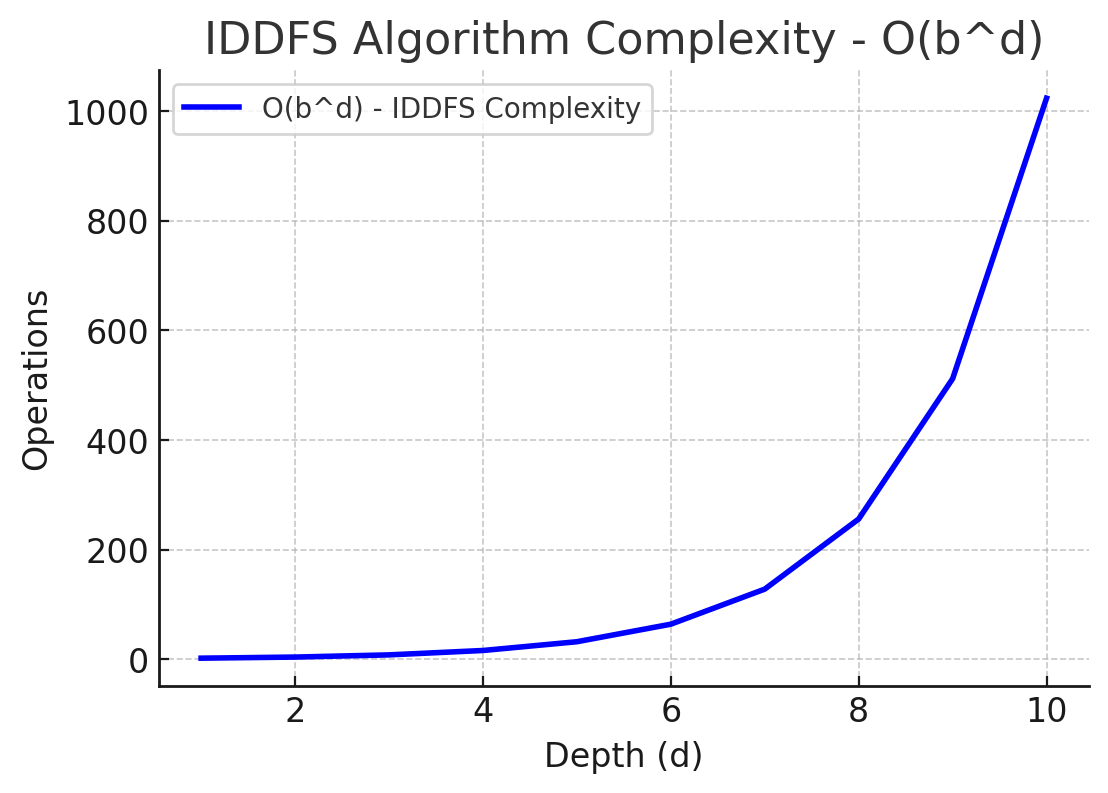 IDDFS Algorithm Complexity - O(b^d)
O(b^d) - IDDFS Complexity
Operations
1000
800
600
400
200
0
2 4 6 8 10
Depth (d)